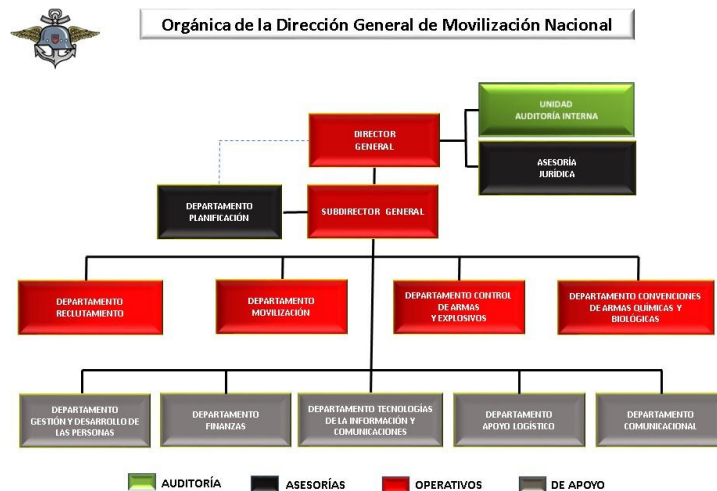 Orgánica de la Dirección General de Movilización Nacional
UNIDAD
AUDITORÍA INTERNA
DIRECTOR
GENERAL
ASESORÍA
JURÍDICA
DEPARTAMENTO
PLANIFICACIÓN
SUBDIRECTOR GENERAL
DEPARTAMENTO
RECLUTAMIENTO
DEPARTAMENTO
MOVILIZACIÓN
DEPARTAMENTO CONTROL
DE ARMAS
Y EXPLOSIVOS
DEPARTAMENTO CONVENCIONES
DE ARMAS QUÍMICAS Y
BIOLÓGICAS
DEPARTAMENTO
GESTIÓN Y DESARROLLO DE
LAS PERSONAS
DEPARTAMENTO
FINANZAS
DEPARTAMENTO TECNOLOGÍAS
DE LA INFORMACIÓN Y
COMUNICACIONES
DEPARTAMENTO
APOYO LOGÍSTICO
DEPARTAMENTO
COMUNICACIONAL
AUDITORÍA
ASESORÍAS
OPERATIVOS
DE APOYO